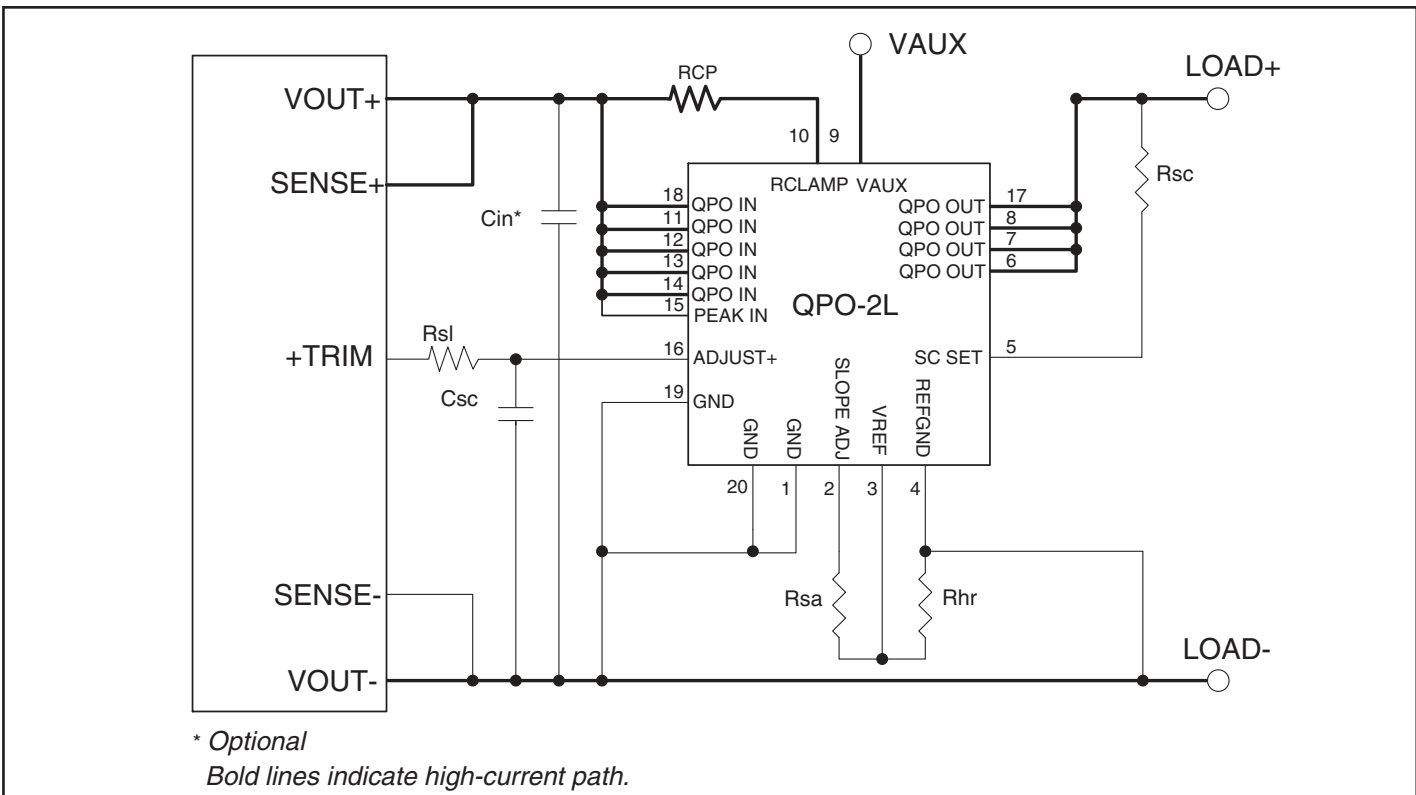 VAUX
LOAD+
RCP
VOUT+
10 9
SENSE+
RCLAMP VAUX
Rsc
Cin*
18 QPO IN
11 QPO IN
12 QPO IN
13 QPO IN
14 QPO IN
15 PEAK IN
QPO OUT 17
QPO OUT 8
QPO OUT 7
QPO OUT 6
QPO-2L
+TRIM
Rsl
16 ADJUST+
SC SET 5
Csc
19 GND
GND
GND
SLOPE ADJ
VREF
REFGND
20 1 2 3 4
SENSE-
Rsa
Rhr
VOUT-
LOAD-
* Optional
Bold lines indicate high-current path.